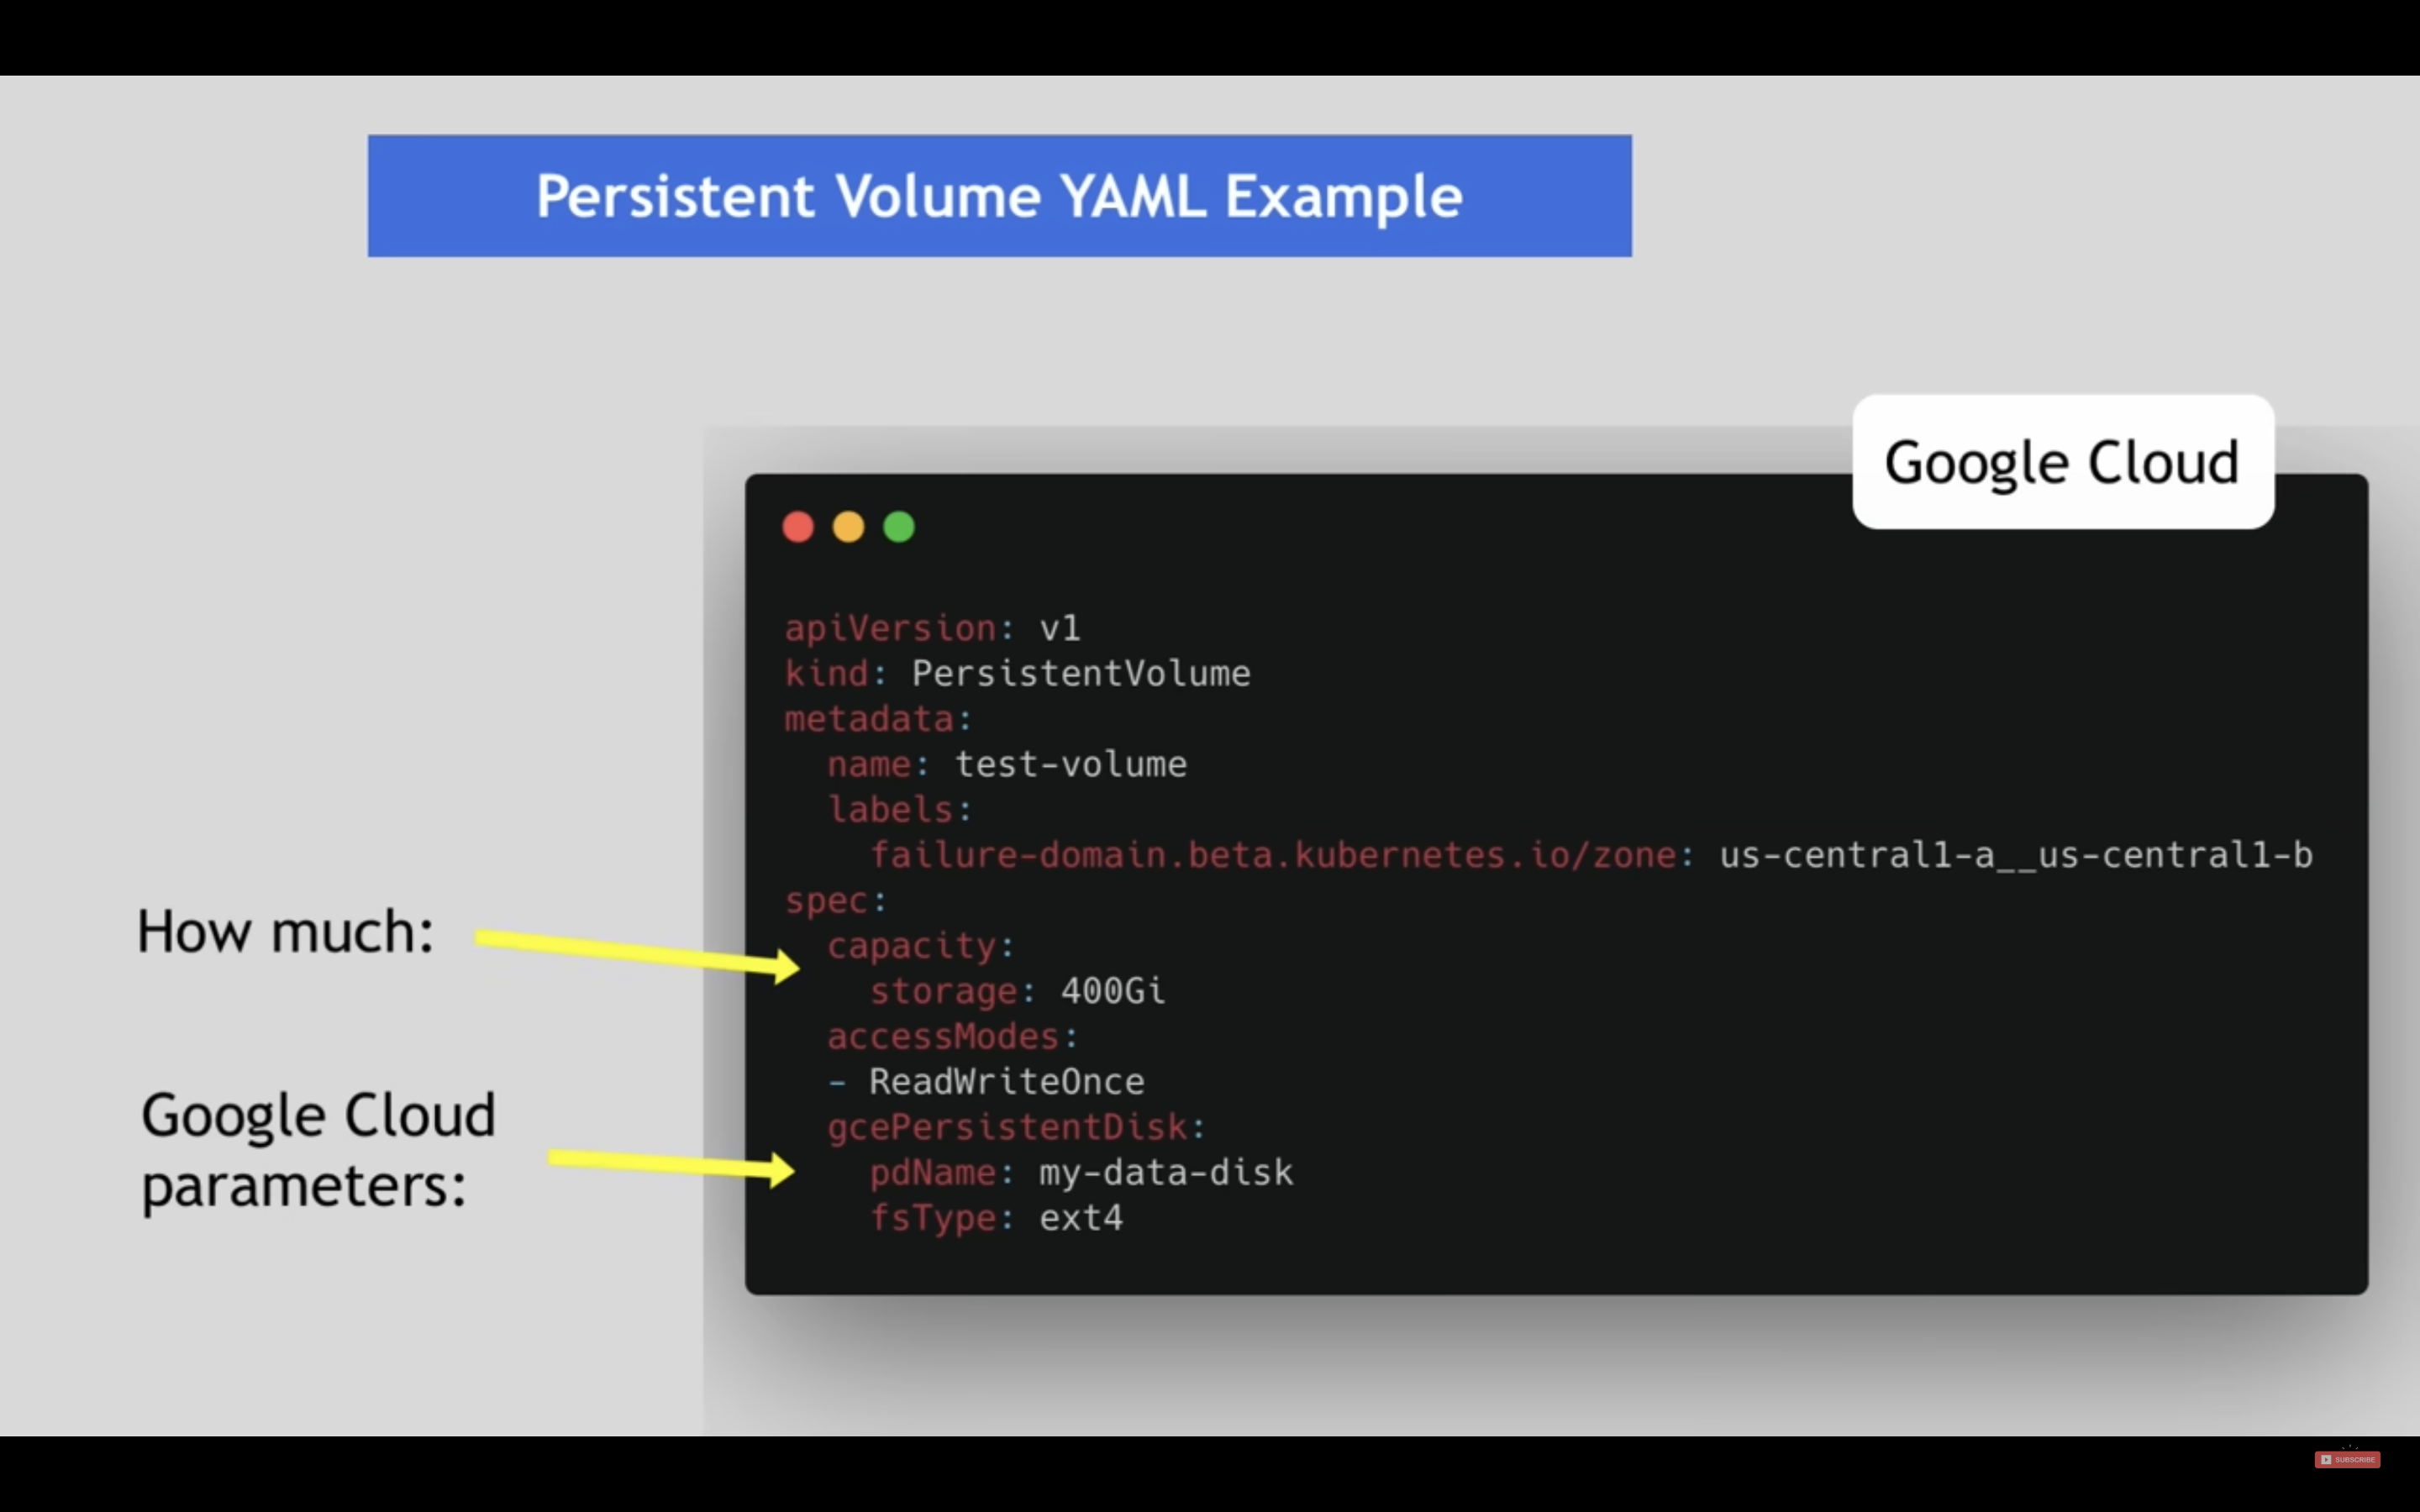 Persistent Volume YAML Example
Google Cloud
apiVersion: v1
kind: PersistentVolume
metadata:
  name: test-volume
  labels:
    failure-domain.beta.kubernetes.io/zone: us-central1-a__us-central1-b
spec:
How much:
  capacity:
    storage: 400Gi
  accessModes:
  - ReadWriteOnce
Google Cloud
parameters:
  gcePersistentDisk:
    pdName: my-data-disk
    fsType: ext4
SUBSCRIBE